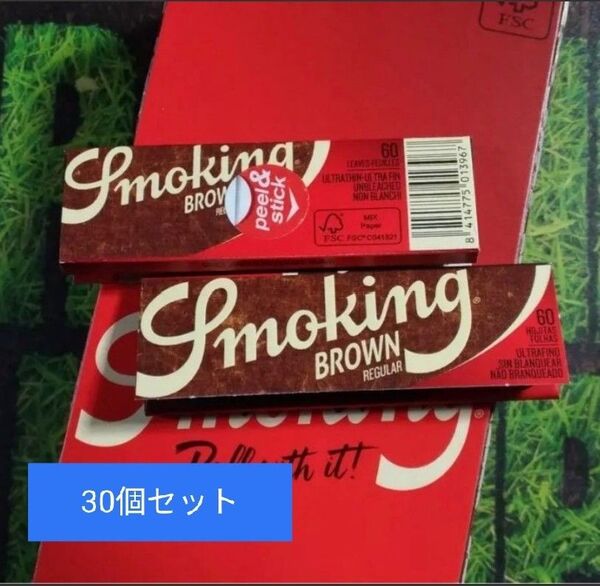 FSC
Smoking
BROWN
REG
peel&
stick
60
LEAVES-FEUILLES
ULTRATHIN-ULTRA FIN
UNBLEACHED
NON BLANCHI
FSC
MIX
Paper
8 414775 013967
Smoking
BROWN
REGULAR
60
HOJITAS
FOLHAS
ULTRAFINO
SIN BLANQUEAR
NÃO BRANQUEADO
Smoking
th it!
30個セット